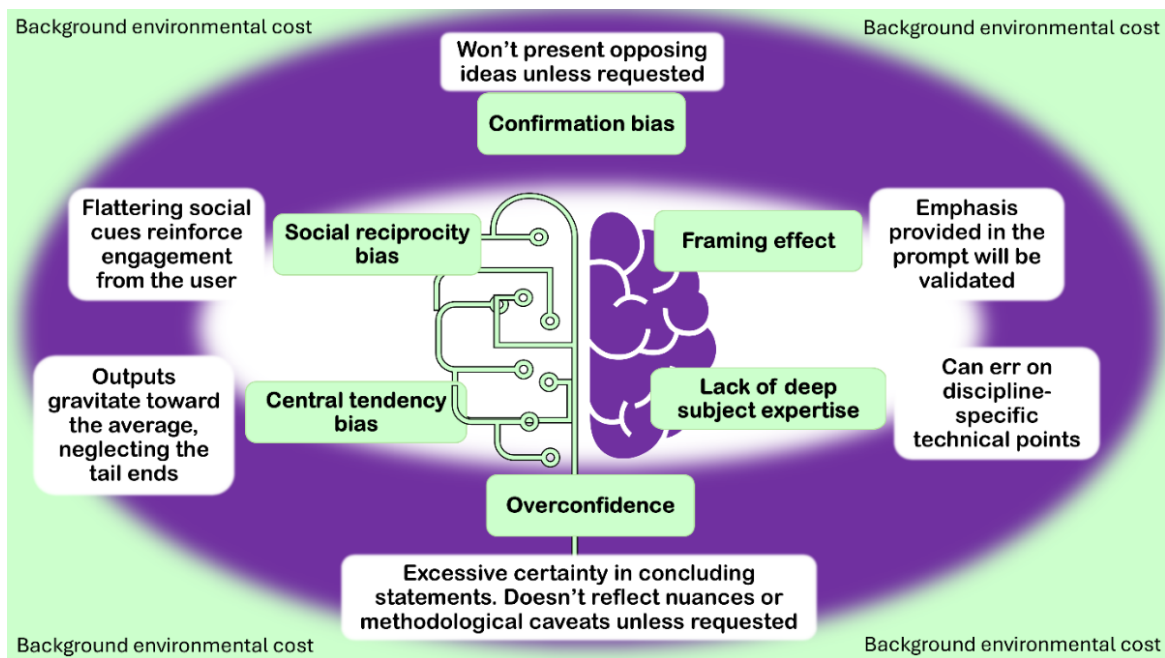 Background environmental cost
Background environmental cost
Won't present opposing
ideas unless requested
Confirmation bias
Flattering social
cues reinforce
engagement
from the user
Social reciprocity
bias
Framing effect
Emphasis
provided in the
prompt will be
validated
Outputs
gravitate toward
the average,
neglecting the
tail ends
Central tendency
bias
Lack of deep
subject expertise
Can err on
discipline-
specific
technical points
Overconfidence
Excessive certainty in concluding
statements. Doesn't reflect nuances or
methodological caveats unless requested
Background environmental cost
Background environmental cost